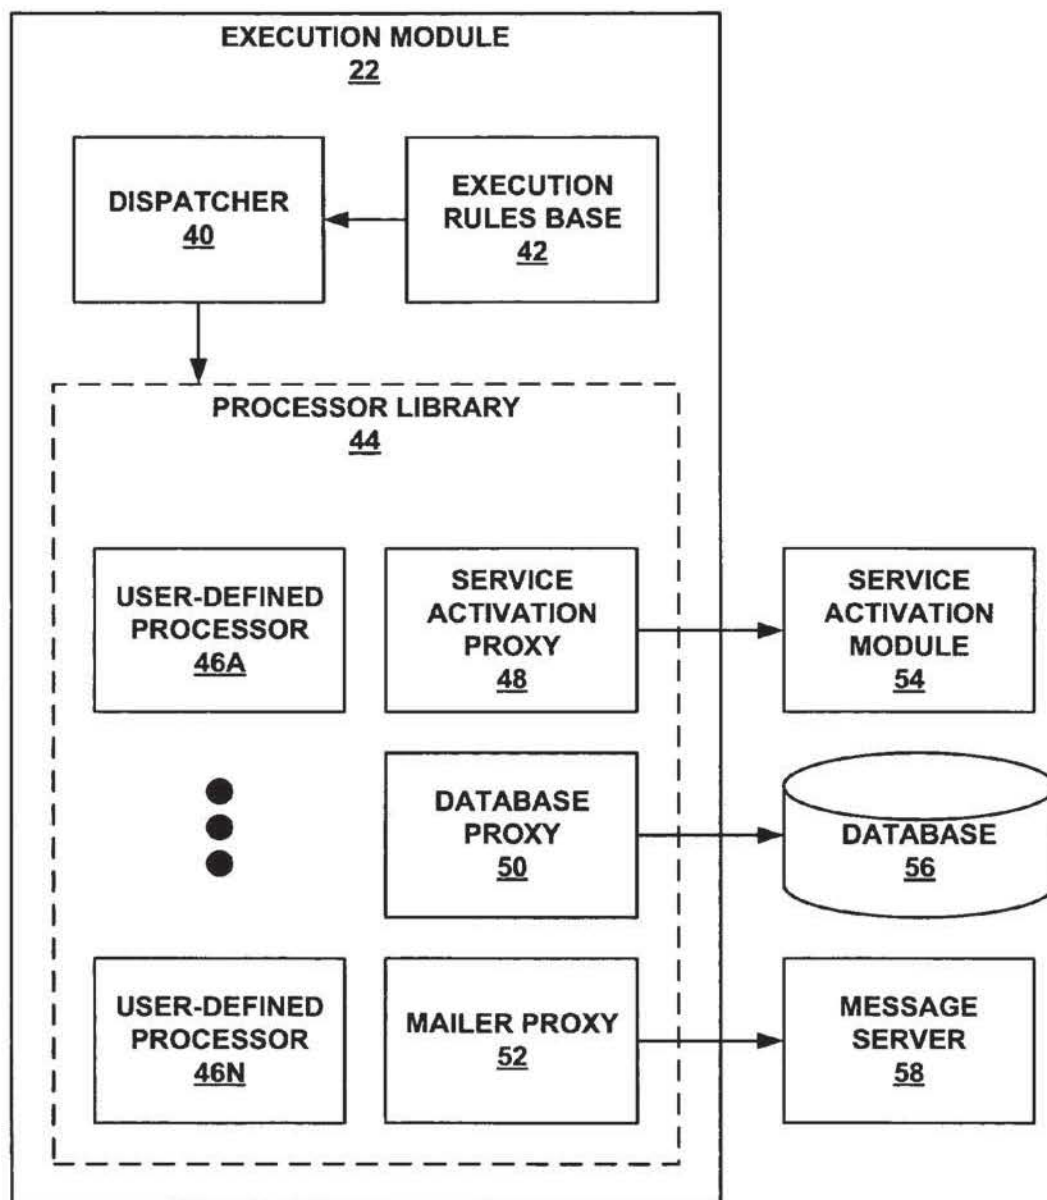 EXECUTION MODULE
22
DISPATCHER
40
EXECUTION
RULES BASE
42
PROCESSOR LIBRARY
44
USER-DEFINED
PROCESSOR
46A
SERVICE
ACTIVATION
PROXY
48
SERVICE
ACTIVATION
MODULE
54
DATABASE
PROXY
50
DATABASE
56
USER-DEFINED
PROCESSOR
46N
MAILER PROXY
52
MESSAGE
SERVER
58